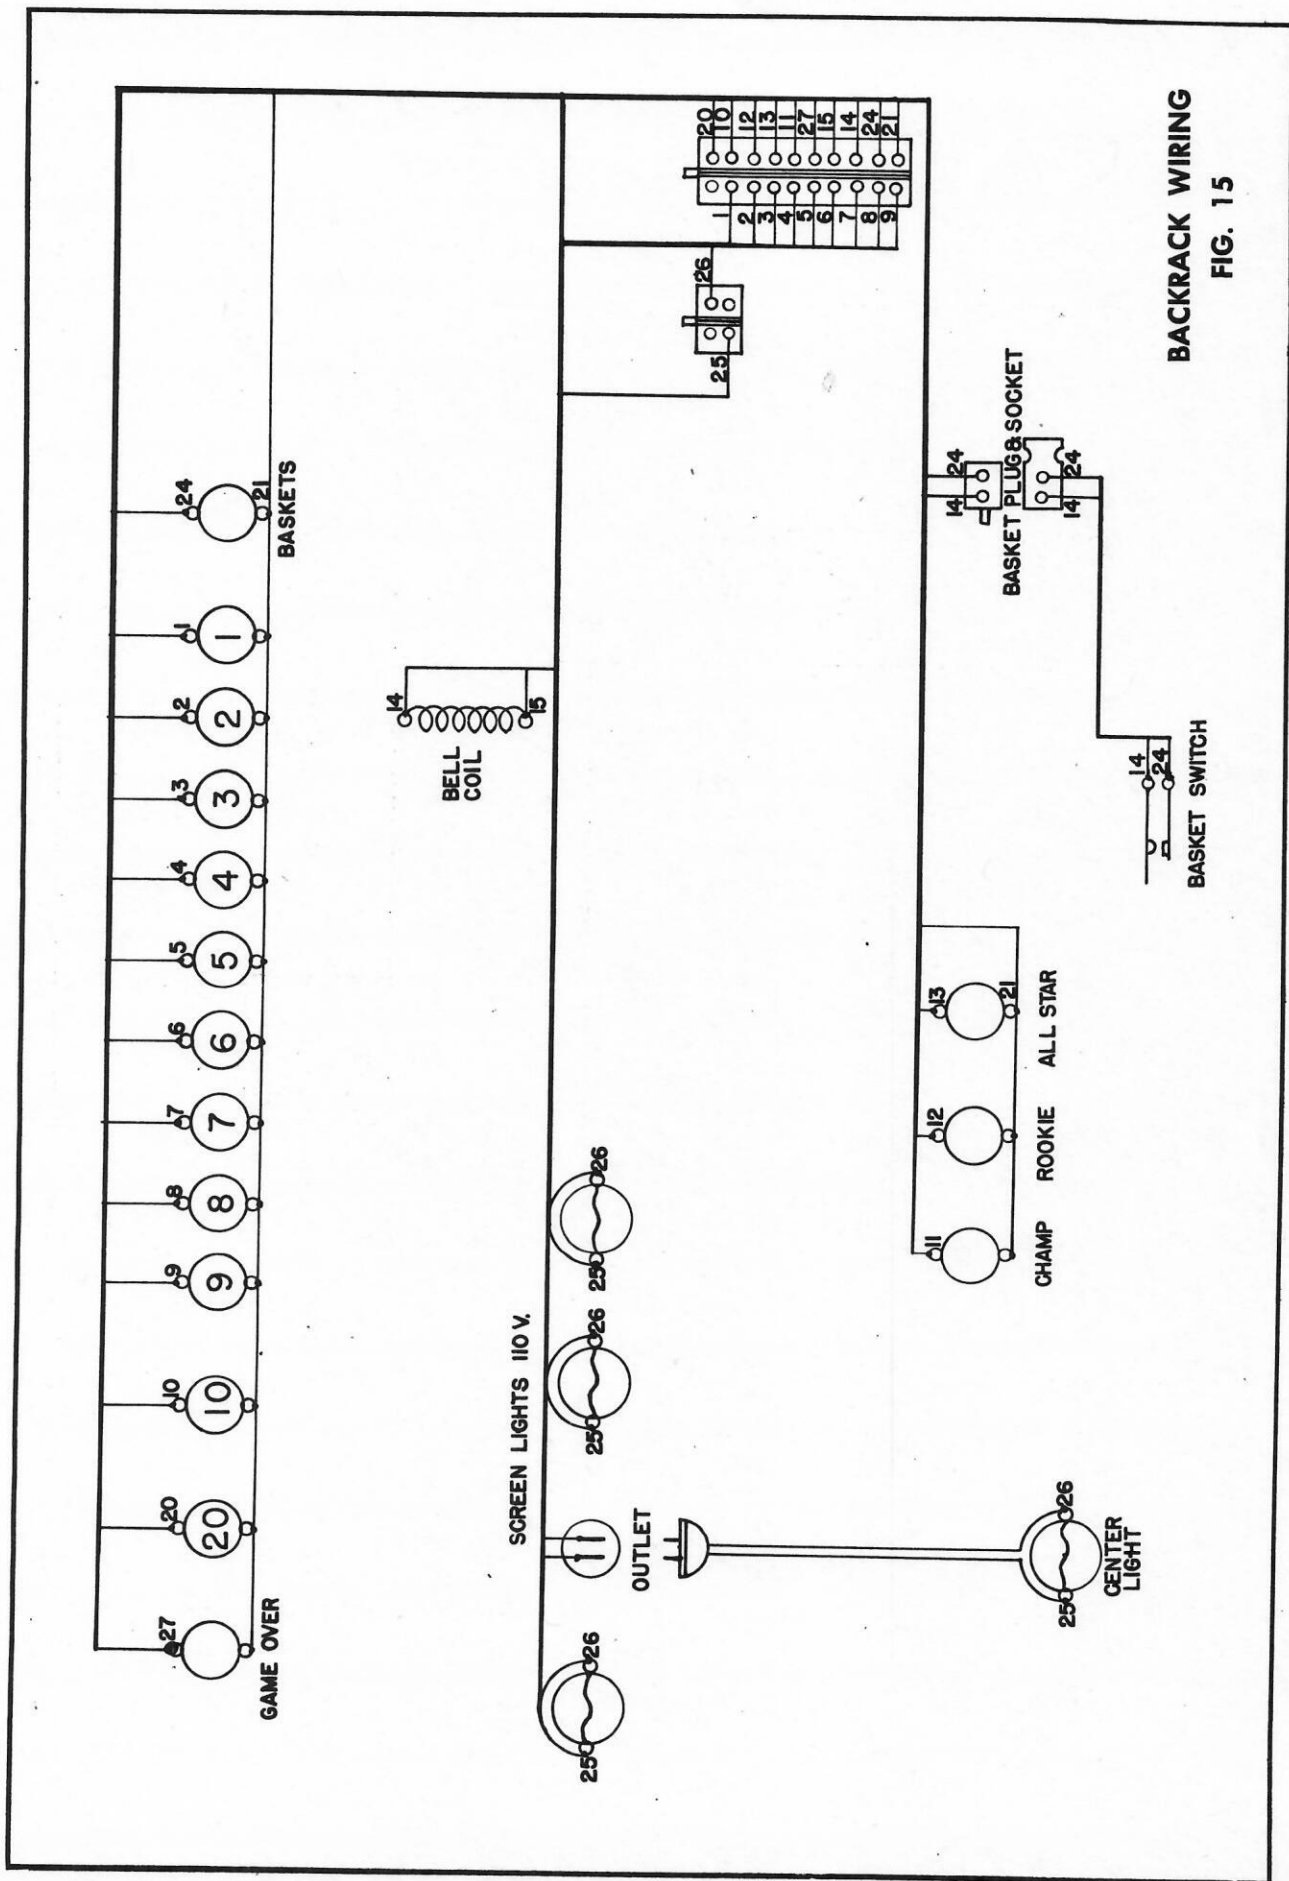 27 20 10 9 8 7 6 5 4 3 2 1 24
20 10 9 8 7 6 5 4 3 2 1
21
GAME OVER
BASKETS
14
BELL
COIL
15
SCREEN LIGHTS 110 V.
25 26 25 26 25 26
OUTLET
26 20
25 1 10
2 12
3 13
4 11
5 27
6 15
7 14
8 24
9 21
11 12 13
14 24
21
BASKET PLUG & SOCKET
CHAMP ROOKIE ALL STAR
25 26
14 24
CENTER
LIGHT
14
24
BASKET SWITCH
BACKRACK WIRING
FIG. 15